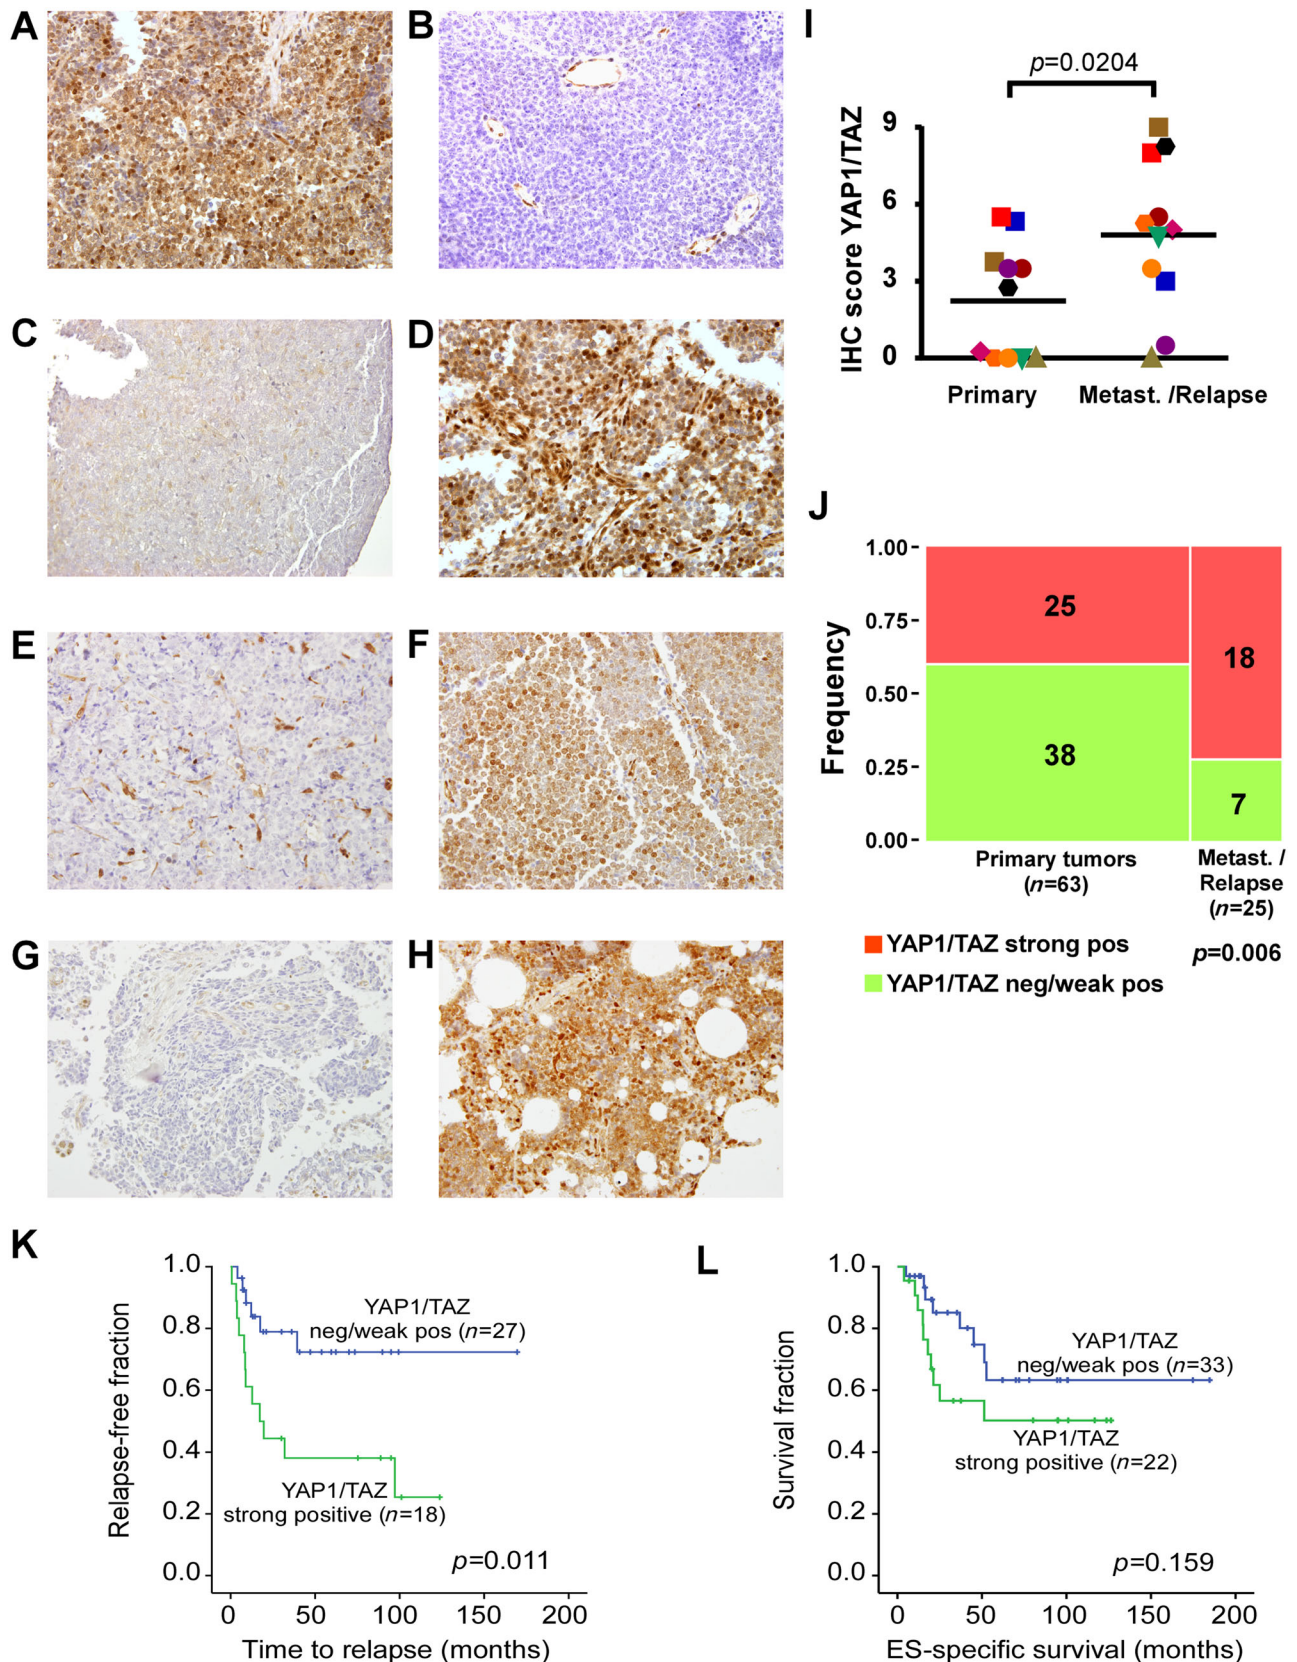 A
B
C
D
E
F
G
H
I
p=0.0204
IHC score YAP1/TAZ
9
6
3
0
Primary
Metast. /Relapse
J
Frequency
1.00
0.75
0.50
0.25
0.00
25
38
18
7
Primary tumors
(n=63)
Metast. /
Relapse
(n=25)
YAP1/TAZ strong pos
YAP1/TAZ neg/weak pos
p=0.006
K
Relapse-free fraction
1.0
0.8
0.6
0.4
0.2
0.0
YAP1/TAZ
neg/weak pos (n=27)
YAP1/TAZ
strong positive (n=18)
p=0.011
0 50 100 150 200
Time to relapse (months)
L
Survival fraction
1.0
0.8
0.6
0.4
0.2
0.0
YAP1/TAZ
neg/weak pos (n=33)
YAP1/TAZ
strong positive (n=22)
p=0.159
0 50 100 150 200
ES-specific survival (months)